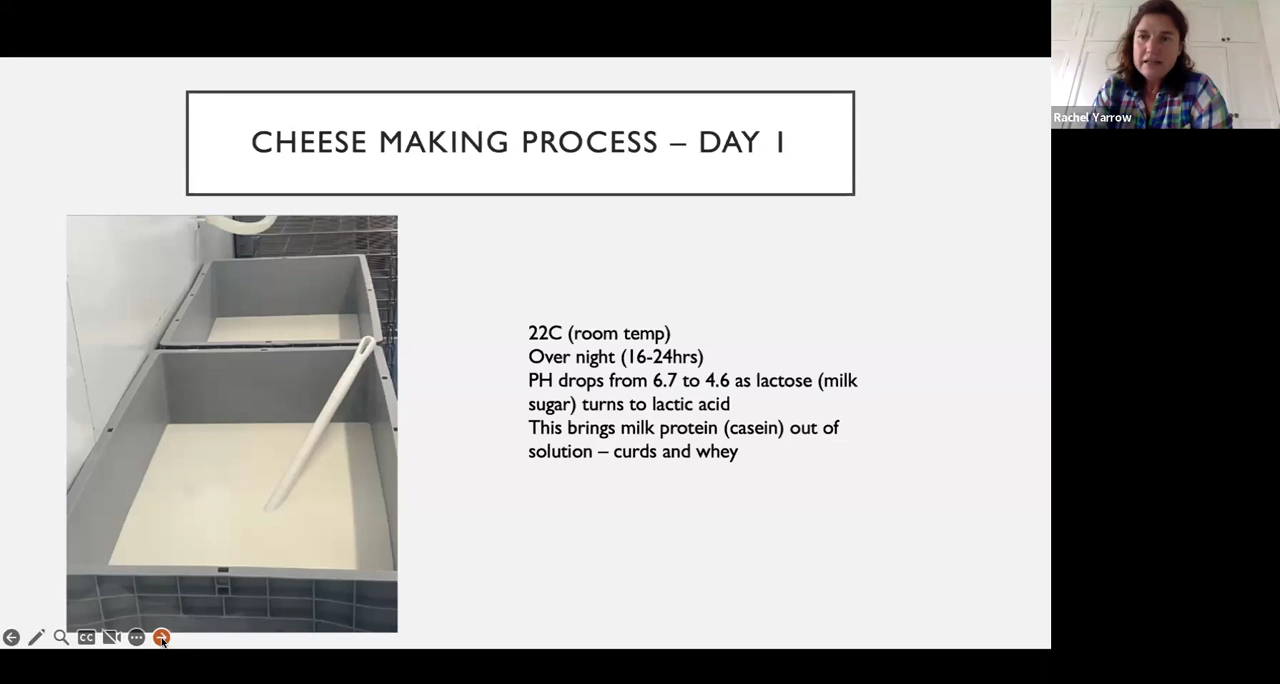 CHEESE MAKING PROCESS – DAY 1
22C (room temp)
Over night (16-24hrs)
PH drops from 6.7 to 4.6 as lactose (milk
sugar) turns to lactic acid
This brings milk protein (casein) out of
solution – curds and whey
Rachel Yarrow
CC